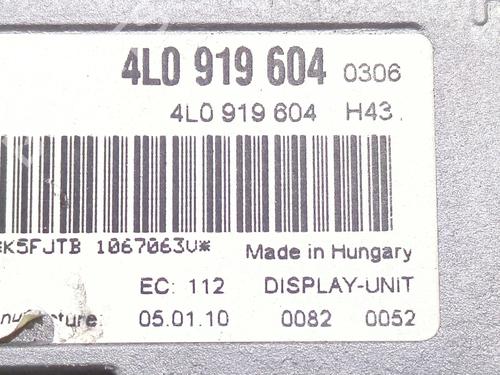 4L0 919 604 0306
4L0 919 604 H43
*K5FJTB 1067063V*
Made in Hungary
EC: 112 DISPLAY-UNIT
05.01.10 0082 0052